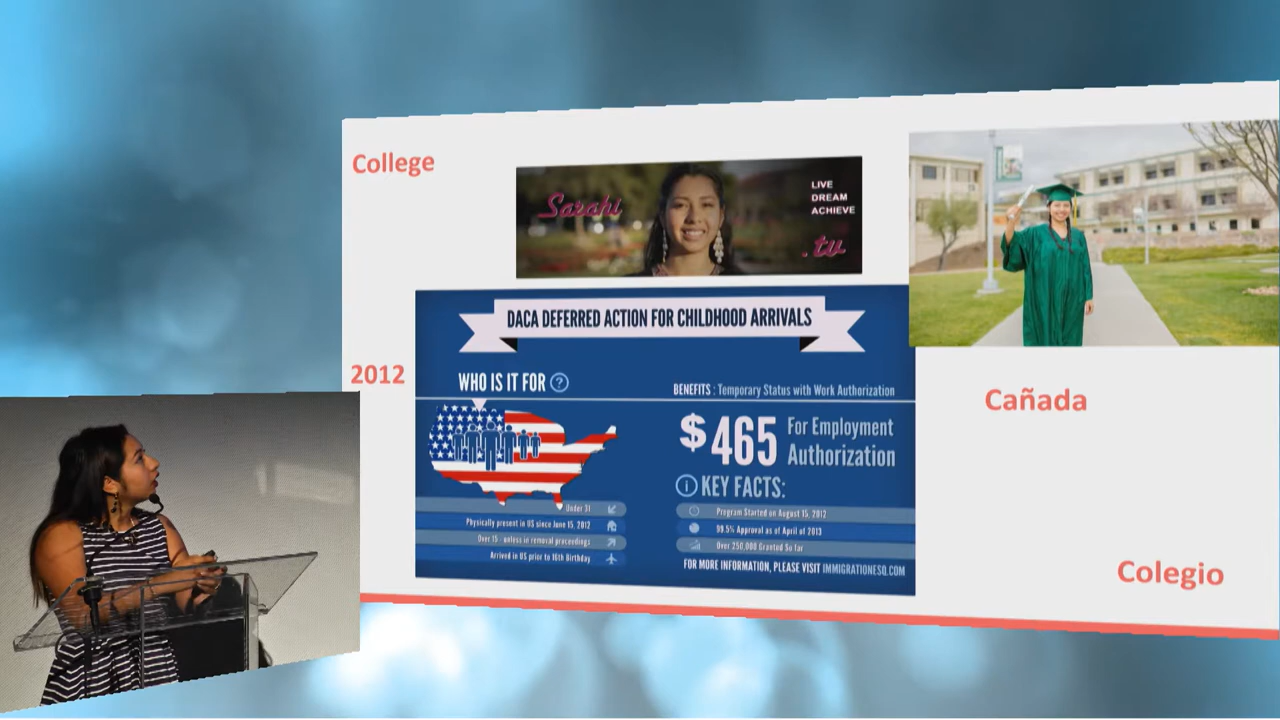 College
Sarahi
LIVE
DREAM
ACHIEVE
.tv
DACA DEFERRED ACTION FOR CHILDHOOD ARRIVALS
2012
WHO IS IT FOR ?
BENEFITS : Temporary Status with Work Authorization
$465 For Employment
Authorization
i KEY FACTS:
Under 31
Physically present in US since June 15, 2012
Over 15 - unless in removal proceedings
Arrived in US prior to 16th Birthday
Program Started on August 15, 2012
99.5% Approval as of April of 2013
Over 250,000 Granted So far
FOR MORE INFORMATION, PLEASE VISIT IMMIGRATIONESQ.COM
Cañada
Colegio